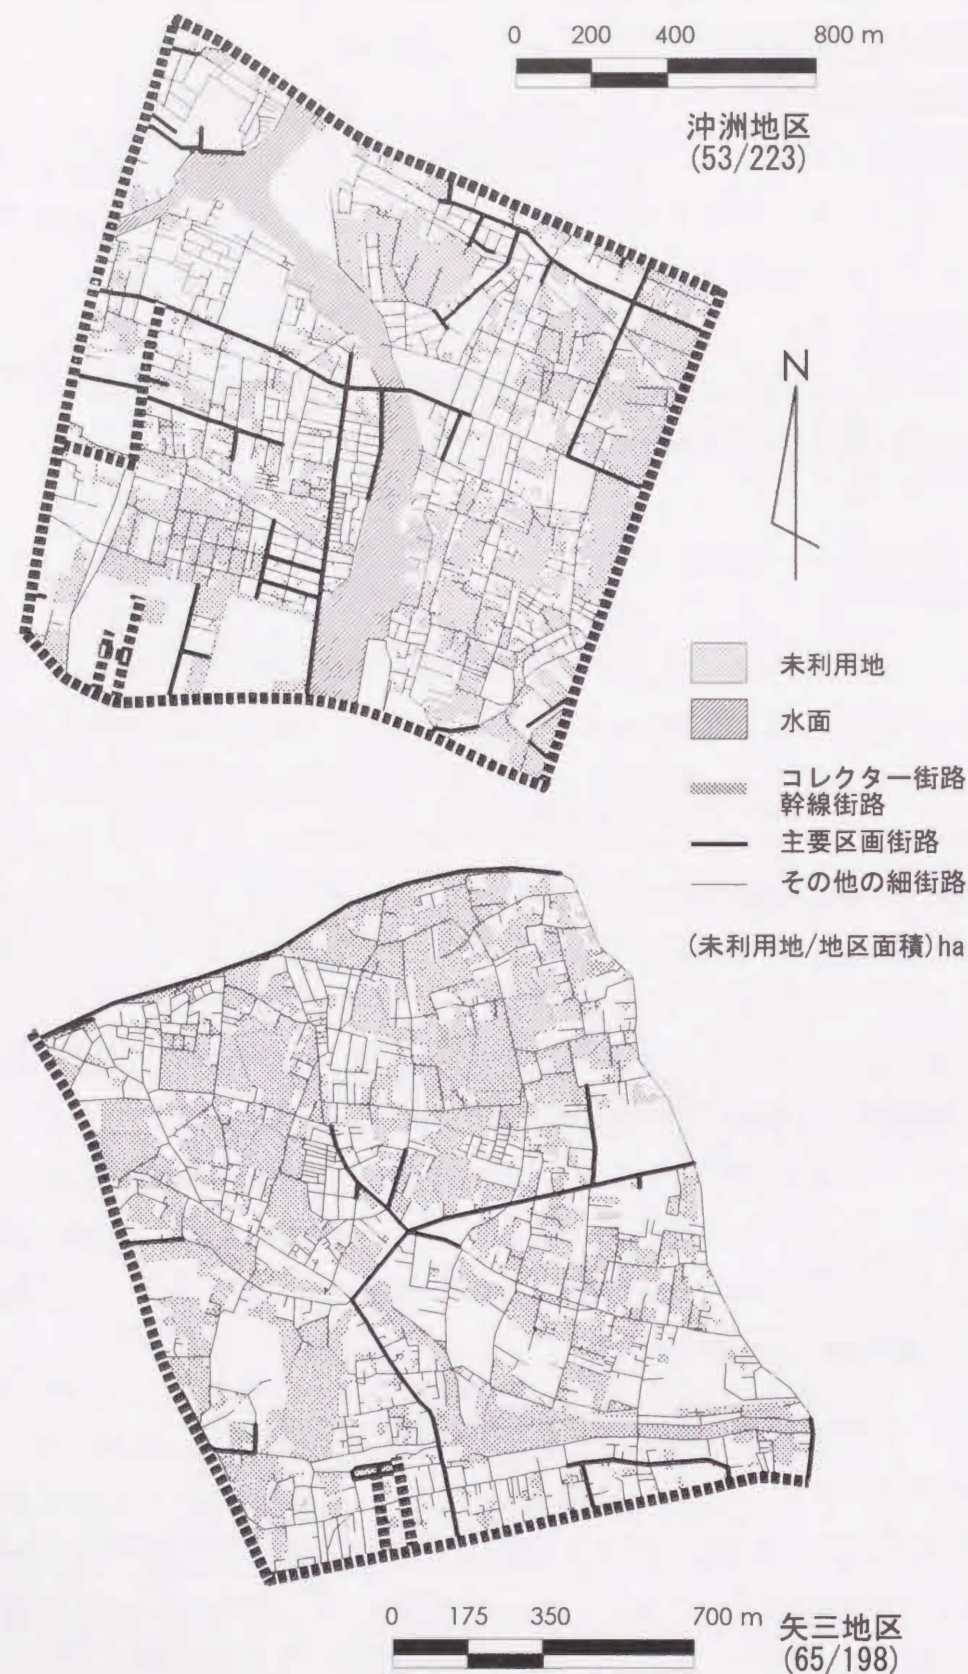 0 200 400 800 m
沖洲地区
(53/223)
N
未利用地
水面
コレクター街路
幹線街路
主要区画街路
その他の細街路
(未利用地/地区面積)ha
0 175 350 700 m
矢三地区
(65/198)